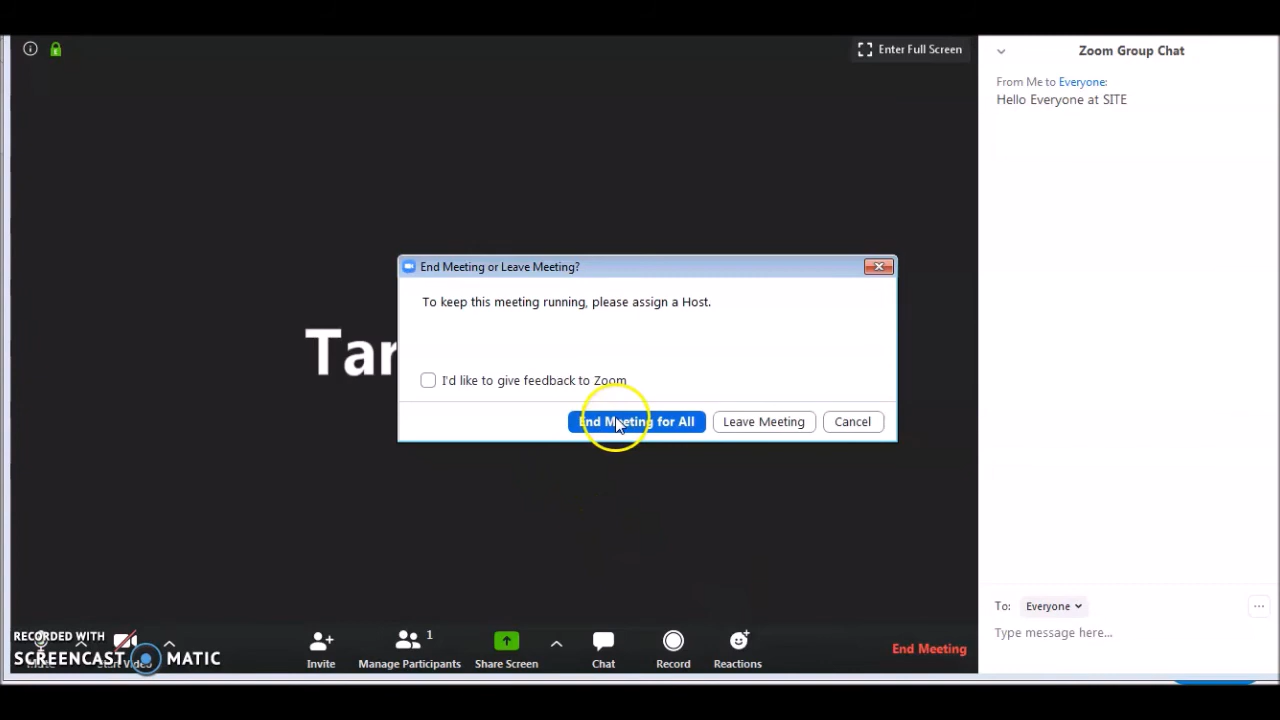 Enter Full Screen
Zoom Group Chat
From Me to Everyone:
Hello Everyone at SITE
End Meeting or Leave Meeting?
To keep this meeting running, please assign a Host.
Tar
I'd like to give feedback to Zoom
End Meeting for All
Leave Meeting
Cancel
To: Everyone
Type message here...
RECORDED WITH
SCREENCAST MATIC
1
Invite
Manage Participants
Share Screen
Chat
Record
Reactions
End Meeting